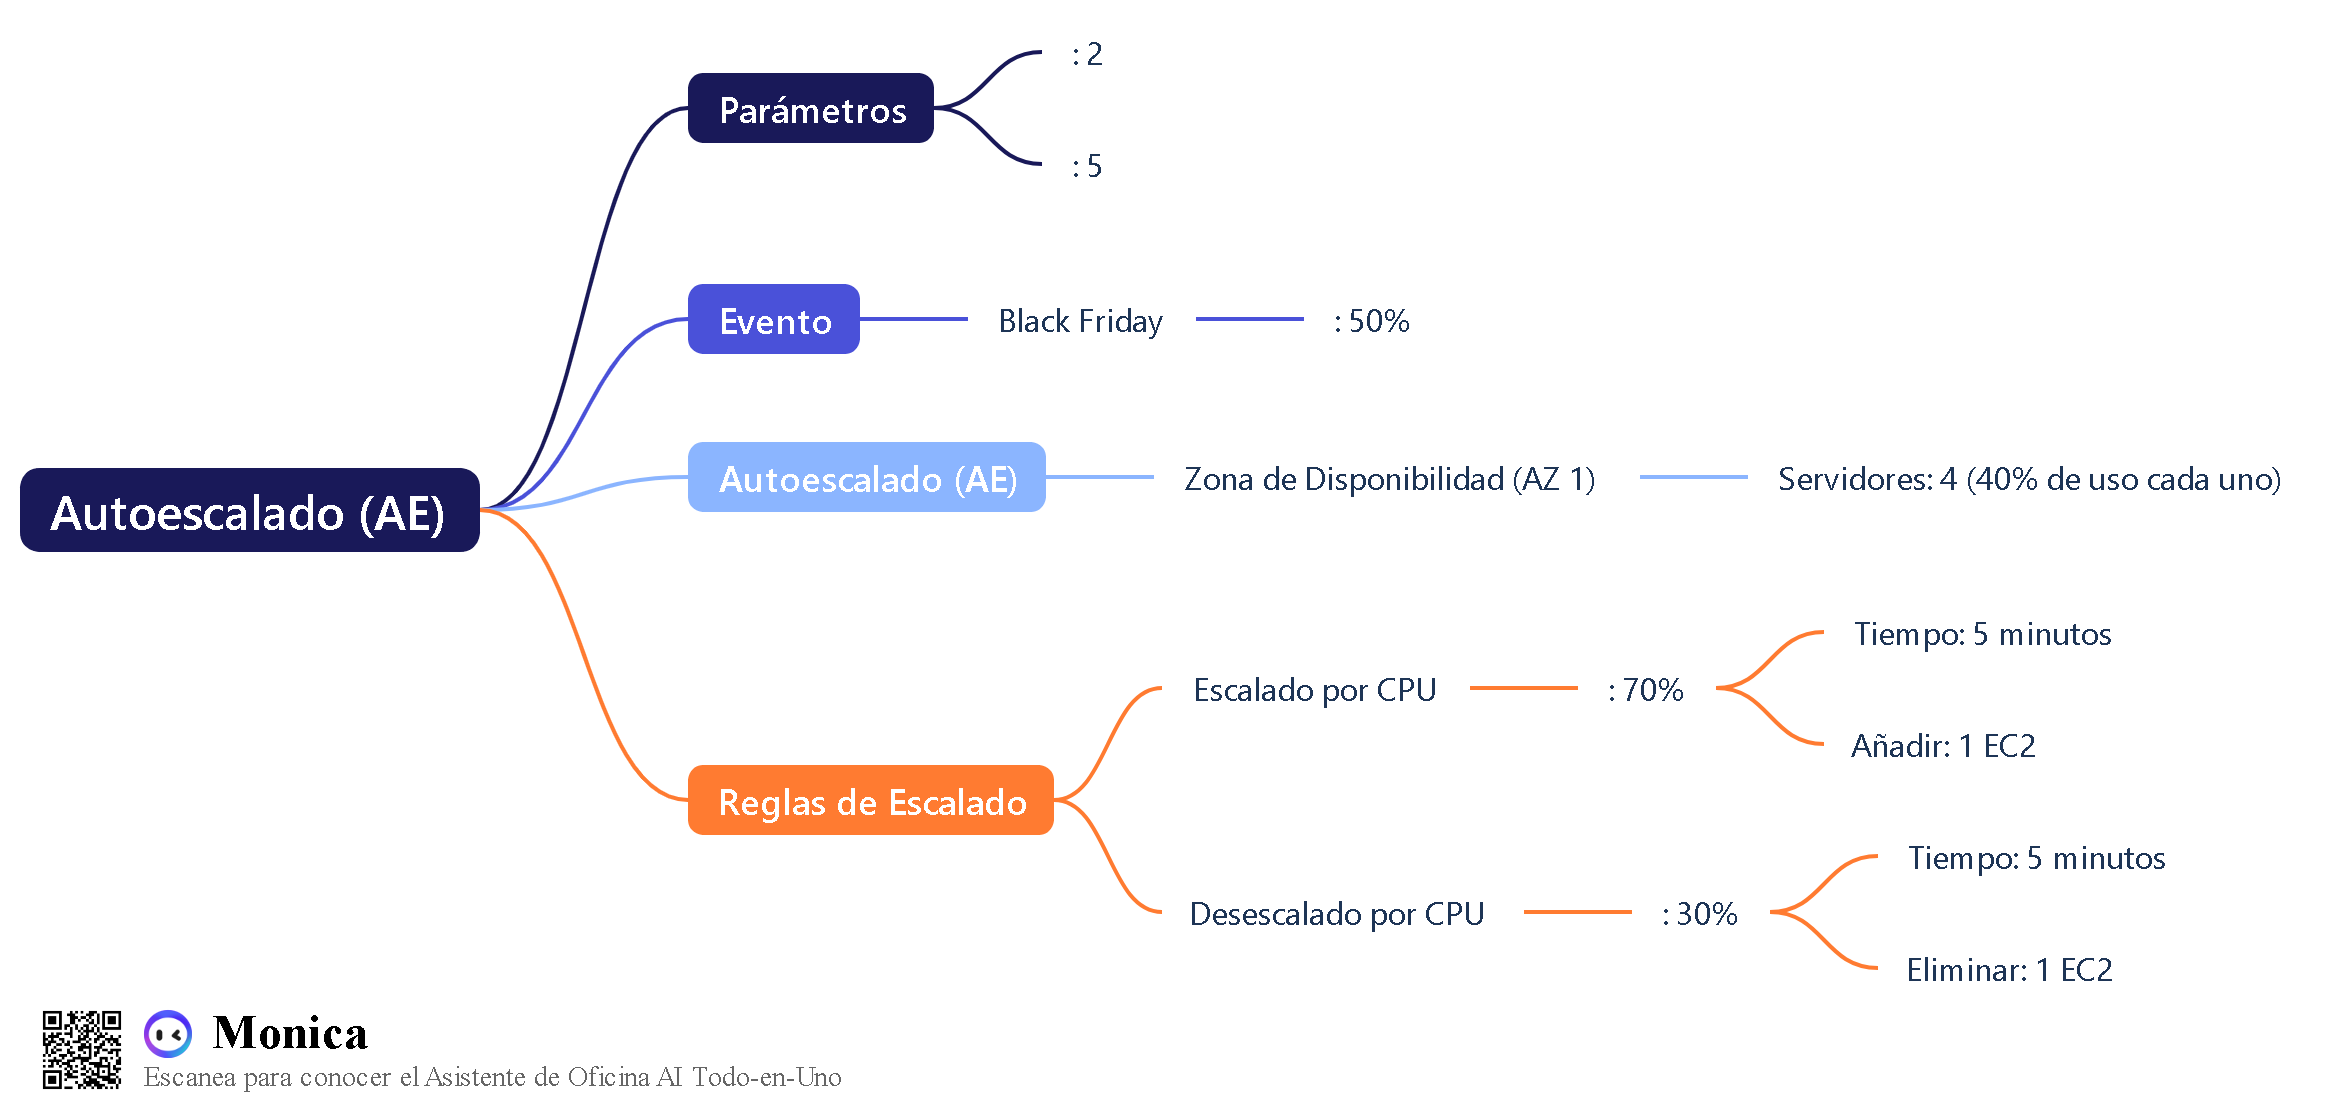 Autoescalado (AE)
Parámetros
: 2
: 5
Evento
Black Friday
: 50%
Autoescalado (AE)
Zona de Disponibilidad (AZ 1)
Servidores: 4 (40% de uso cada uno)
Reglas de Escalado
Escalado por CPU
: 70%
Tiempo: 5 minutos
Añadir: 1 EC2
Desescalado por CPU
: 30%
Tiempo: 5 minutos
Eliminar: 1 EC2
Monica
Escanea para conocer el Asistente de Oficina AI Todo-en-Uno